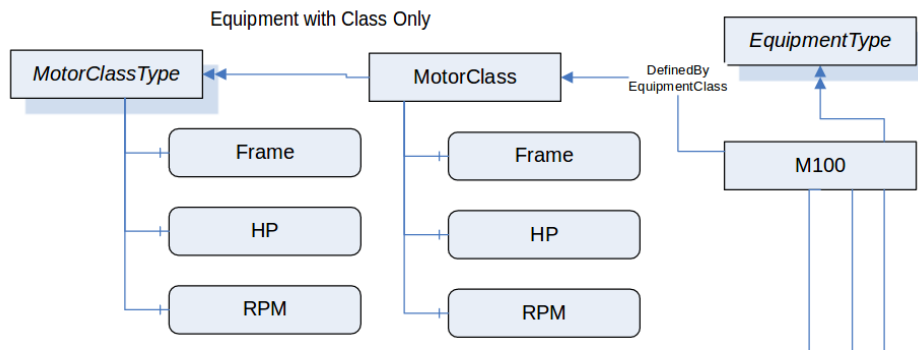 Equipment with Class Only
MotorClassType
MotorClass
EquipmentType
DefinedBy
EquipmentClass
M100
Frame
HP
RPM
Frame
HP
RPM